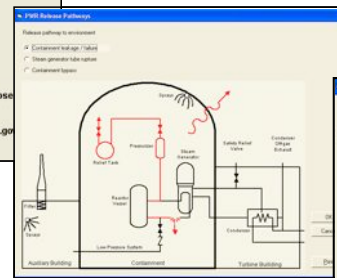 PWR Release Pathways
Release pathway to environment
Containment leakage / failure
Steam generator tube rupture
Containment bypass
Sprays
Pressurizer
Steam
Generator
Relief Tank
Safety Relief
Valve
Condenser
Offgas
Exhaust
Reactor
Vessel
Filter
Sprays
Condenser
Low Pressure System
Auxiliary Building
Containment
Turbine Building
OK